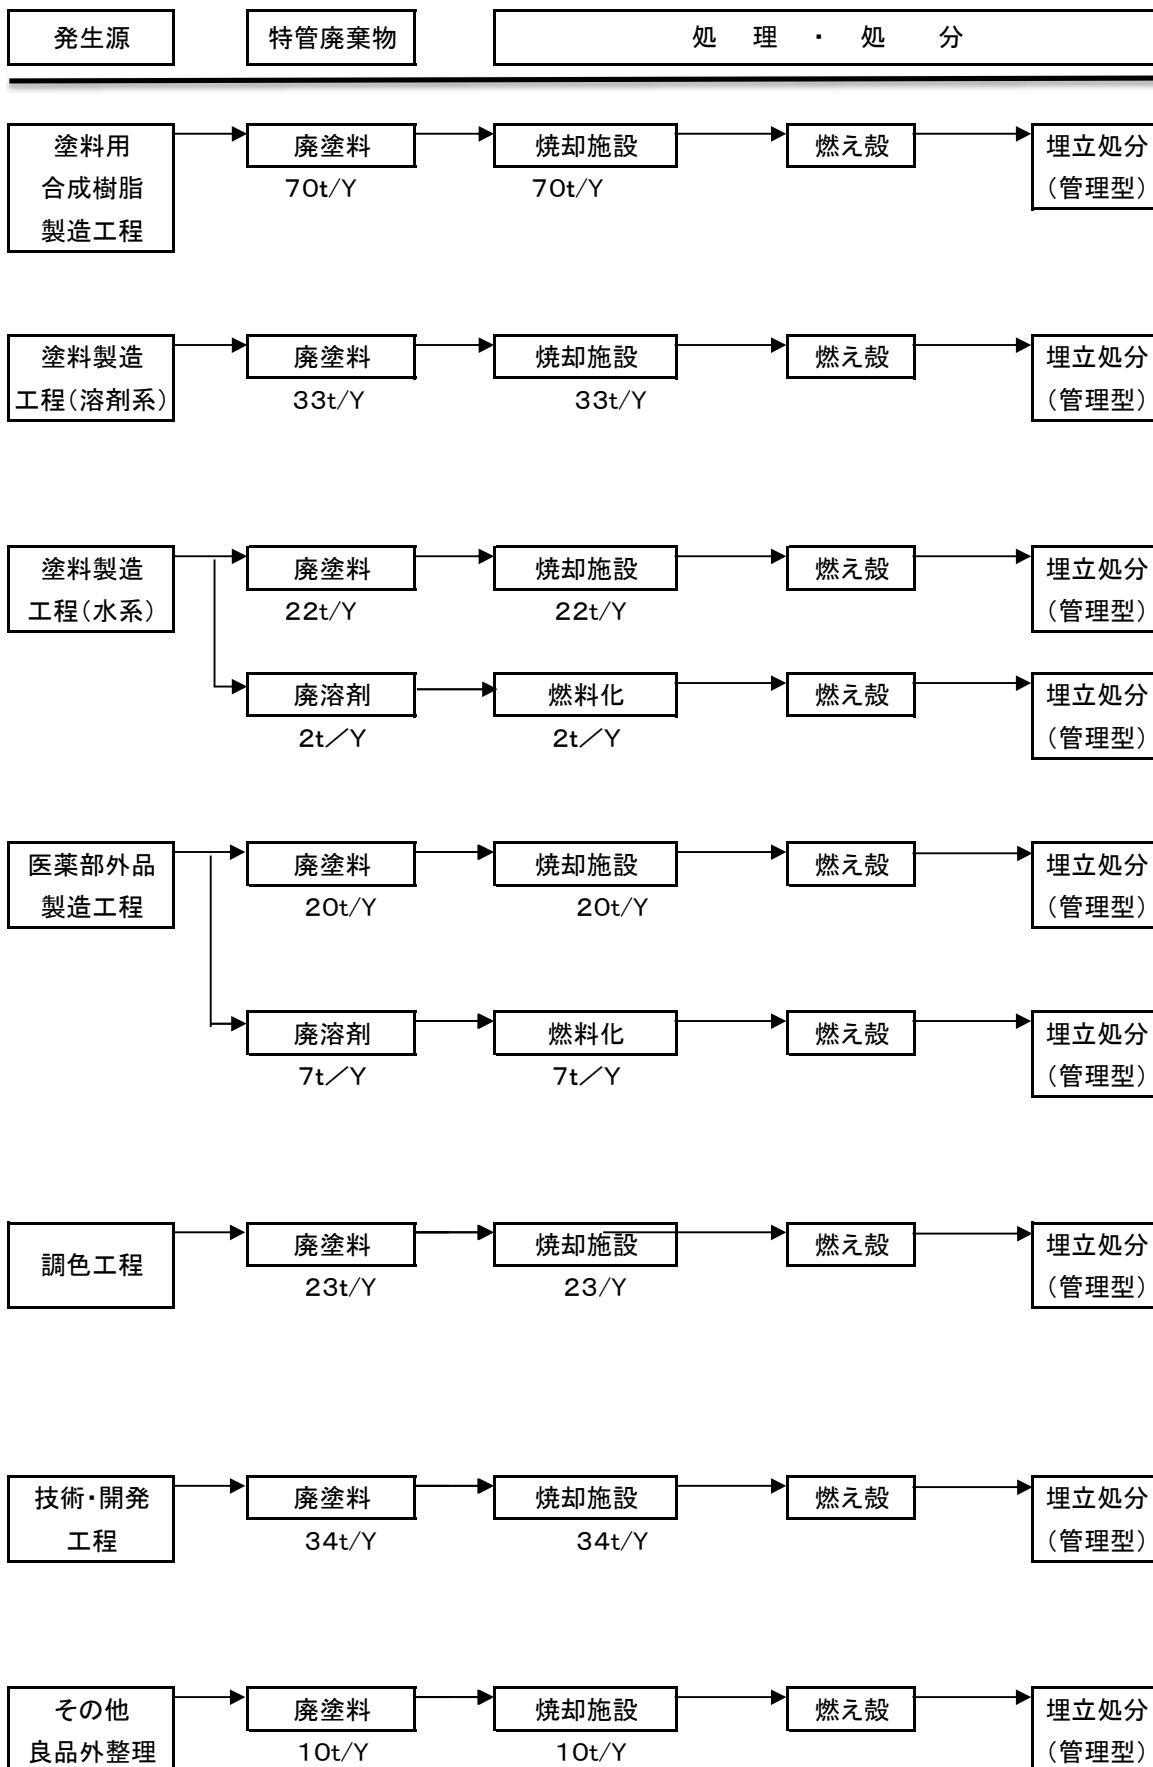 発生源 特管廃棄物 処 理 ・ 処 分
塗料用 廃塗料 焼却施設 燃え殻 埋立処分
合成樹脂 70t/Y 70t/Y (管理型)
製造工程
塗料製造 廃塗料 焼却施設 燃え殻 埋立処分
工程(溶剤系) 33t/Y 33t/Y (管理型)
塗料製造 廃塗料 焼却施設 燃え殻 埋立処分
工程(水系) 22t/Y 22t/Y (管理型)
廃溶剤 燃料化 燃え殻 埋立処分
2t/Y 2t/Y (管理型)
医薬部外品 廃塗料 焼却施設 燃え殻 埋立処分
製造工程 20t/Y 20t/Y (管理型)
廃溶剤 燃料化 燃え殻 埋立処分
7t/Y 7t/Y (管理型)
廃塗料 焼却施設 燃え殻 埋立処分
調色工程 23t/Y 23/Y (管理型)
技術・開発 廃塗料 焼却施設 燃え殻 埋立処分
工程 34t/Y 34t/Y (管理型)
その他 廃塗料 焼却施設 燃え殻 埋立処分
良品外整理 10t/Y 10t/Y (管理型)